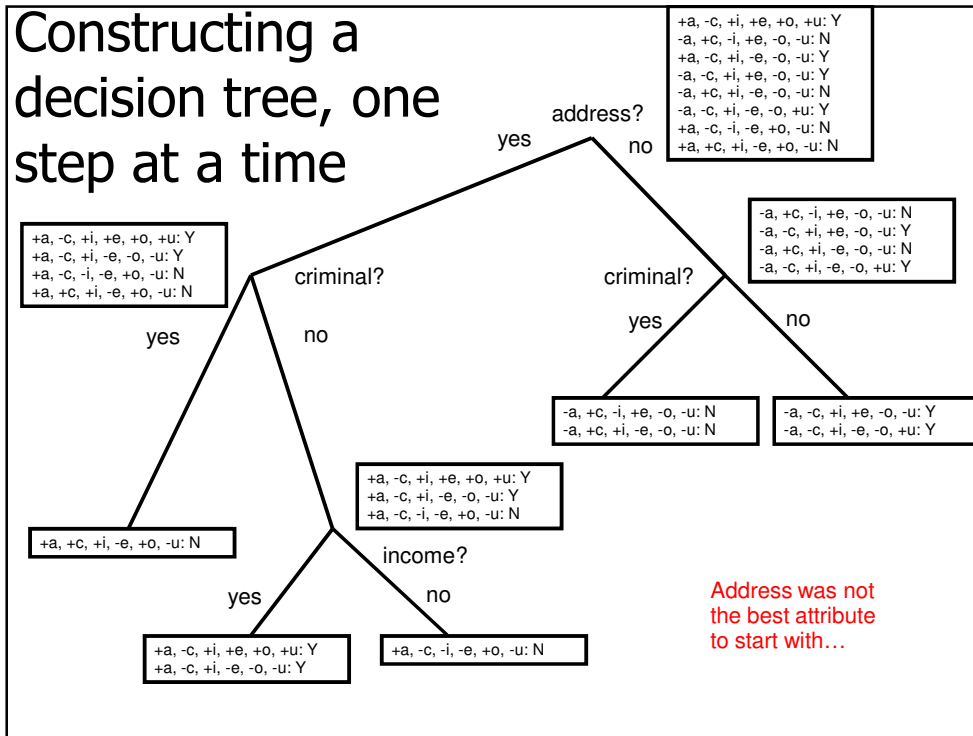 Constructing a
decision tree, one
step at a time
+a, -c, +i, +e, +o, +u: Y
-a, +c, -i, +e, -o, -u: N
+a, -c, +i, -e, -o, -u: Y
-a, -c, +i, +e, -o, -u: Y
-a, +c, +i, -e, -o, -u: N
-a, -c, +i, -e, -o, +u: Y
+a, -c, -i, -e, +o, -u: N
+a, +c, +i, -e, +o, -u: N
address?
yes
no
+a, -c, +i, +e, +o, +u: Y
+a, -c, +i, -e, -o, -u: Y
+a, -c, -i, -e, +o, -u: N
+a, +c, +i, -e, +o, -u: N
-a, +c, -i, +e, -o, -u: N
-a, -c, +i, +e, -o, -u: Y
-a, +c, +i, -e, -o, -u: N
-a, -c, +i, -e, -o, +u: Y
criminal?
criminal?
yes
no
yes
no
-a, +c, -i, +e, -o, -u: N
-a, +c, +i, -e, -o, -u: N
-a, -c, +i, +e, -o, -u: Y
-a, -c, +i, -e, -o, +u: Y
+a, -c, +i, +e, +o, +u: Y
+a, -c, +i, -e, -o, -u: Y
+a, -c, -i, -e, +o, -u: N
+a, +c, +i, -e, +o, -u: N
income?
yes
no
+a, -c, +i, +e, +o, +u: Y
+a, -c, +i, -e, -o, -u: Y
+a, -c, -i, -e, +o, -u: N
Address was not
the best attribute
to start with…